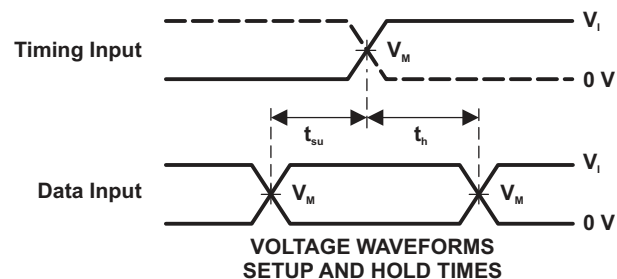 V_I
Timing Input
V_M
0 V
t_su
t_h
V_I
Data Input
V_M
V_M
0 V
VOLTAGE WAVEFORMS
SETUP AND HOLD TIMES